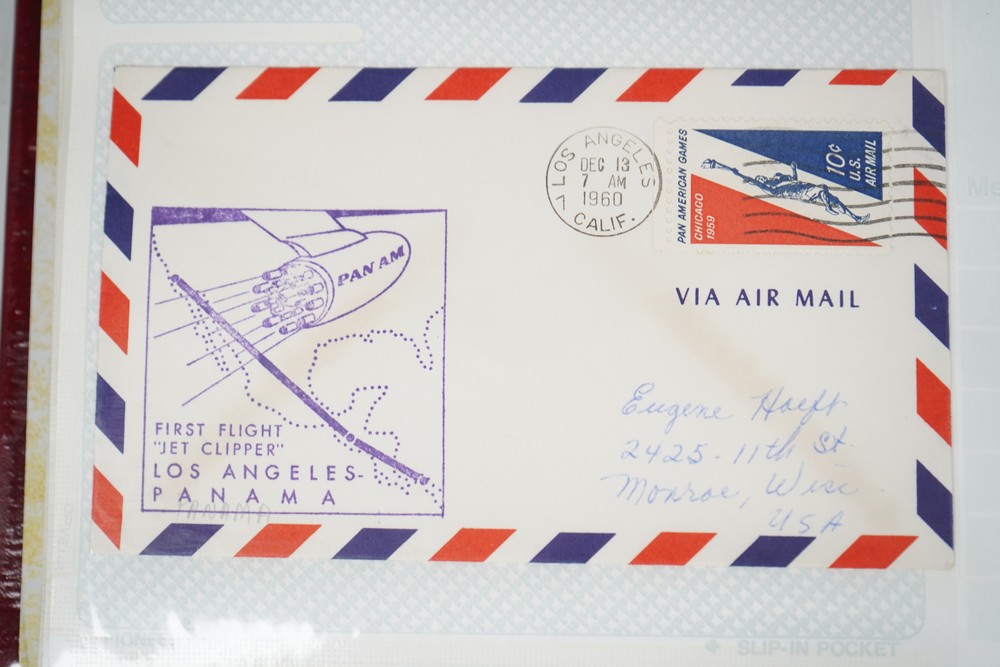 LOS ANGELES
DEC 13
7 AM
1960
CALIF.
PAN AMERICAN GAMES
CHICAGO
1959
10¢
U.S.
AIR MAIL
VIA AIR MAIL
PAN AM
FIRST FLIGHT
"JET CLIPPER"
LOS ANGELES-
PANAMA
PANAMA
Eugene Hoeft
2425-11th St.
Monroe, Wisc.
USA
SLIP-IN POCKET